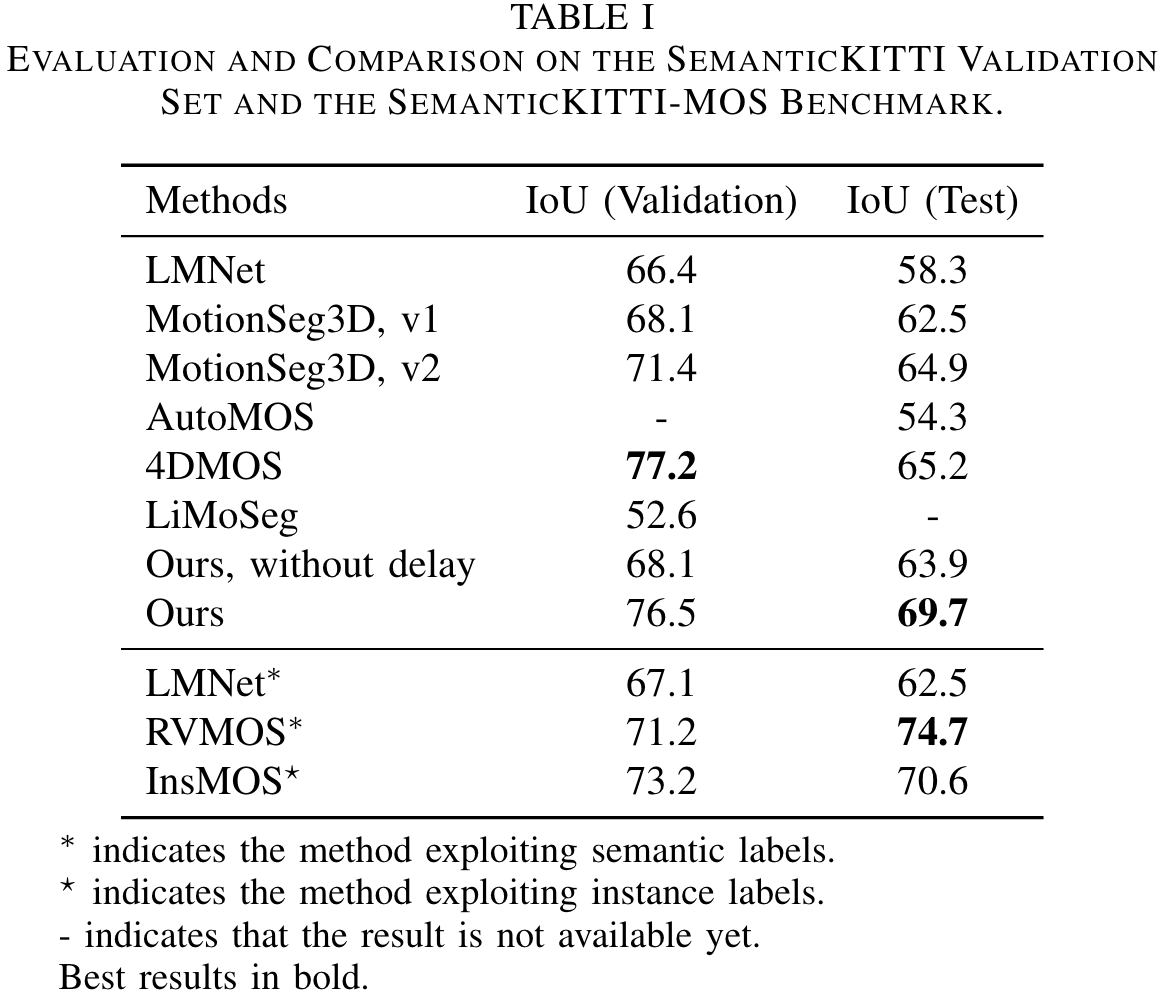 TABLE I
EVALUATION AND COMPARISON ON THE SEMANTICKITTI VALIDATION
SET AND THE SEMANTICKITTI-MOS BENCHMARK.
Methods IoU (Validation) IoU (Test)
LMNet 66.4 58.3
MotionSeg3D, v1 68.1 62.5
MotionSeg3D, v2 71.4 64.9
AutoMOS - 54.3
4DMOS 77.2 65.2
LiMoSeg 52.6 -
Ours, without delay 68.1 63.9
Ours 76.5 69.7
LMNet* 67.1 62.5
RVMOS* 71.2 74.7
InsMOS⋆ 73.2 70.6
* indicates the method exploiting semantic labels.
⋆ indicates the method exploiting instance labels.
- indicates that the result is not available yet.
Best results in bold.